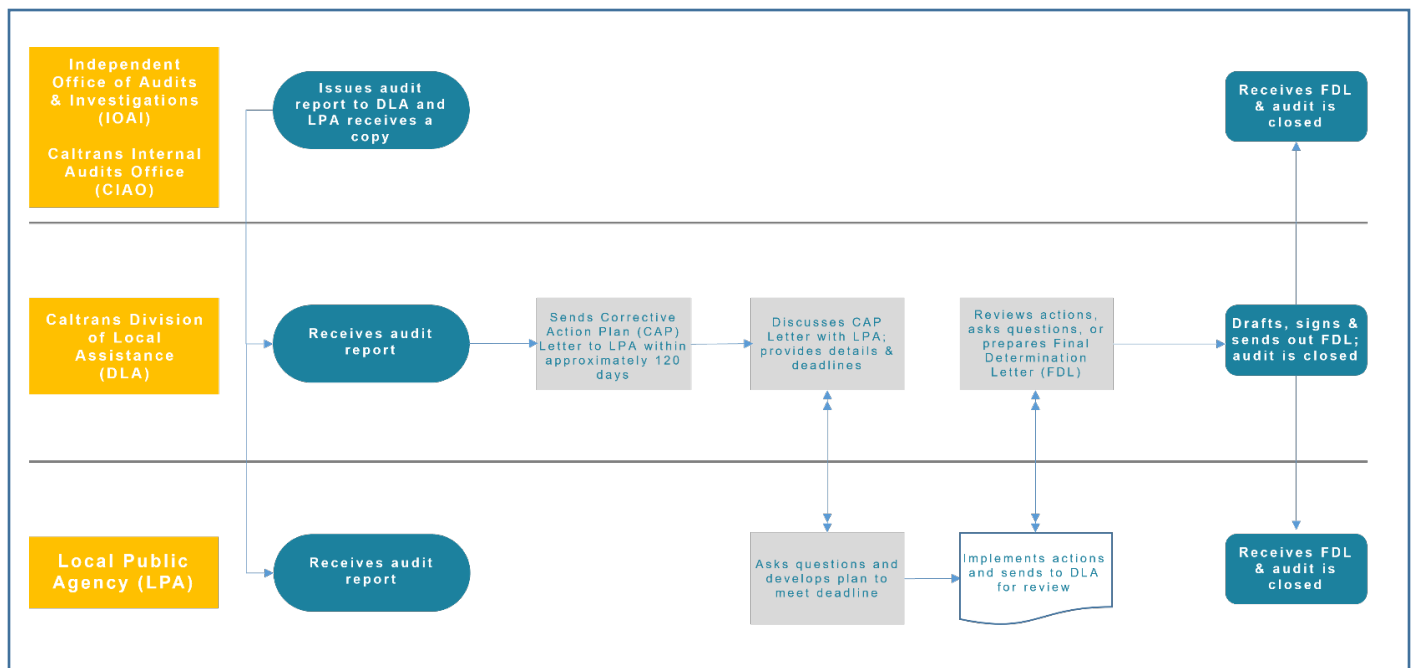 Independent
Office of Audits
& Investigations
(IOAI)
Caltrans Internal
Audits Office
(CIAO)
Issues audit
report to DLA and
LPA receives a
copy
Receives FDL
& audit is
closed
Caltrans Division
of Local
Assistance
(DLA)
Receives audit
report
Sends Corrective
Action Plan (CAP)
Letter to LPA within
approximately 120
days
Discusses CAP
Letter with LPA;
provides details &
deadlines
Reviews actions,
asks questions, or
prepares Final
Determination
Letter (FDL)
Drafts, signs &
sends out FDL;
audit is closed
Local Public
Agency (LPA)
Receives audit
report
Asks questions and
develops plan to
meet deadline
Implements actions
and sends to DLA
for review
Receives FDL
& audit is
closed